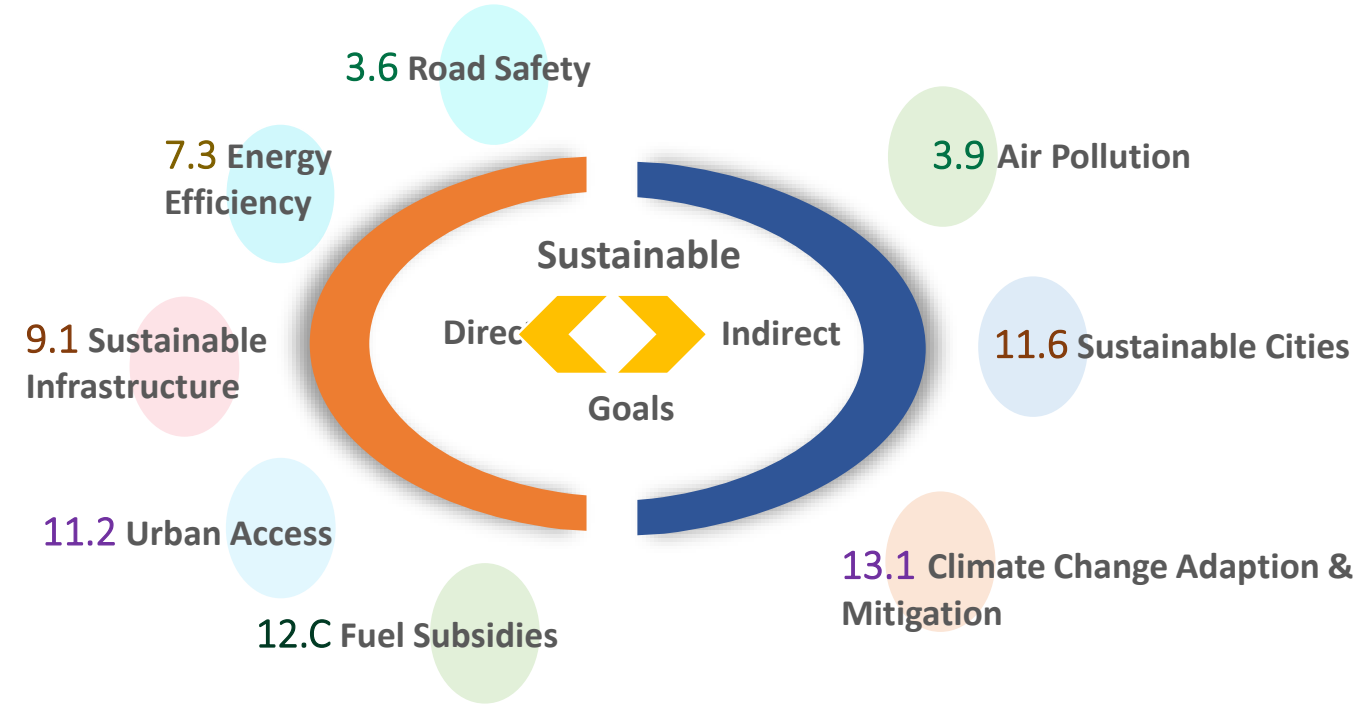 3.6 Road Safety
7.3 Energy
Efficiency
9.1 Sustainable
Infrastructure
11.2 Urban Access
12.C Fuel Subsidies
Sustainable
Direc
Indirect
Goals
3.9 Air Pollution
11.6 Sustainable Cities
13.1 Climate Change Adaption &
Mitigation